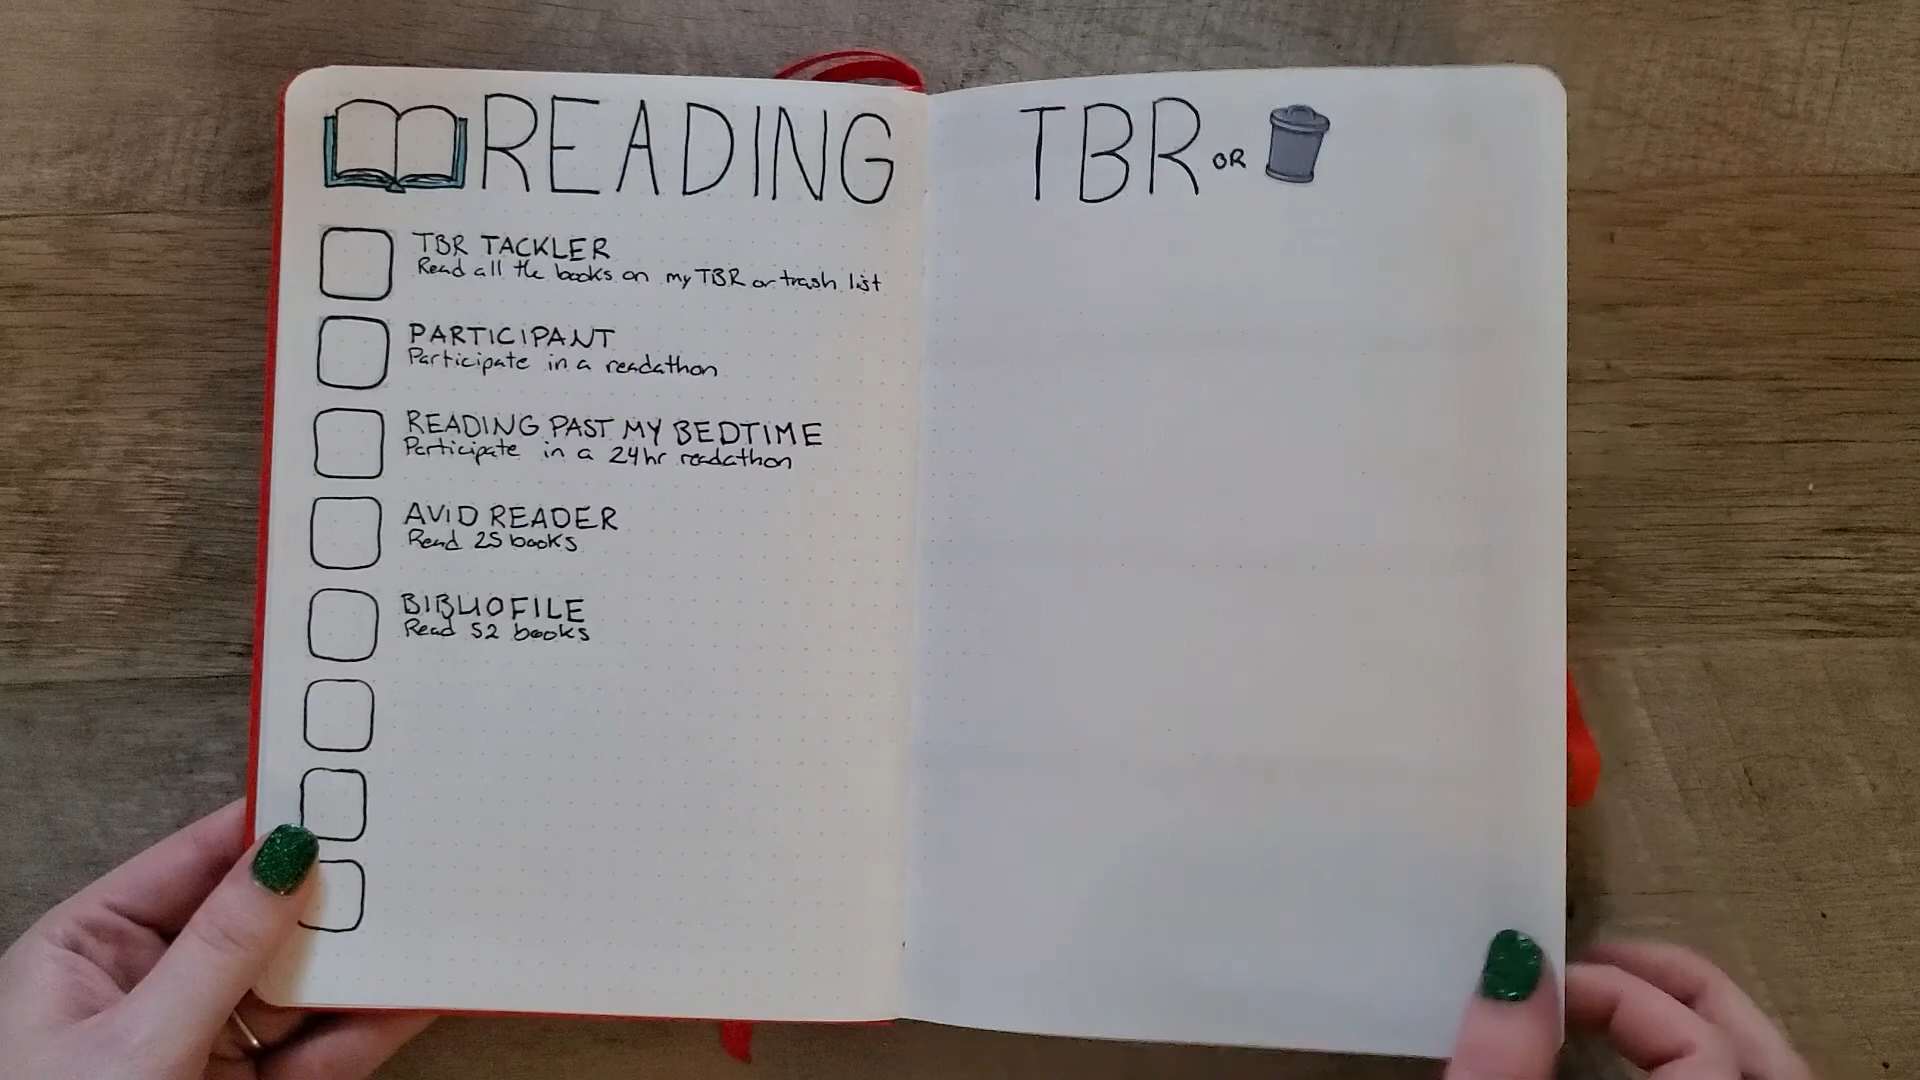 READING
TBR TACKLER
Read all the books on my TBR or trash list
PARTICIPANT
Participate in a readathon
READING PAST MY BEDTIME
Participate in a 24hr readathon
AVID READER
Read 25 books
BIBLIOFILE
Read 52 books
TBR OR